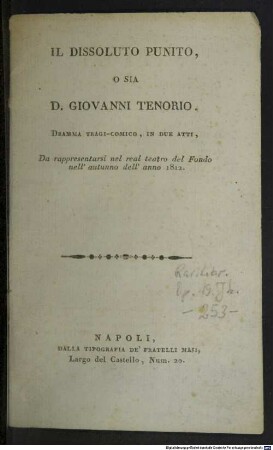 IL DISSOLUTO PUNITO,
O SIA
D. GIOVANNI TENORIO.
DRAMMA TRAGI-COMICO, IN DUE ATTI,
Da rappresentarsi nel real teatro del Fondo
nell' autunno dell' anno 1812.
- 253 -
NAPOLI,
DALLA TIPOGRAFIA DE' FRATELLI MASI,
Largo del Castello, Num. 20.